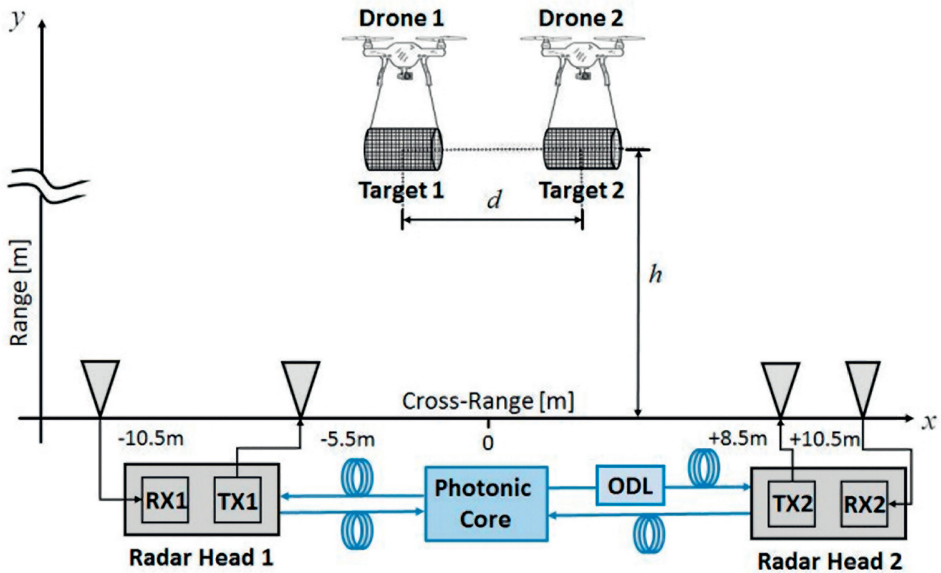 y
Drone 1
Drone 2
Target 1
Target 2
d
h
Range [m]
Cross-Range [m]
x
-10.5m
-5.5m
0
+8.5m
+10.5m
RX1
TX1
Photonic
Core
ODL
TX2
RX2
Radar Head 1
Radar Head 2